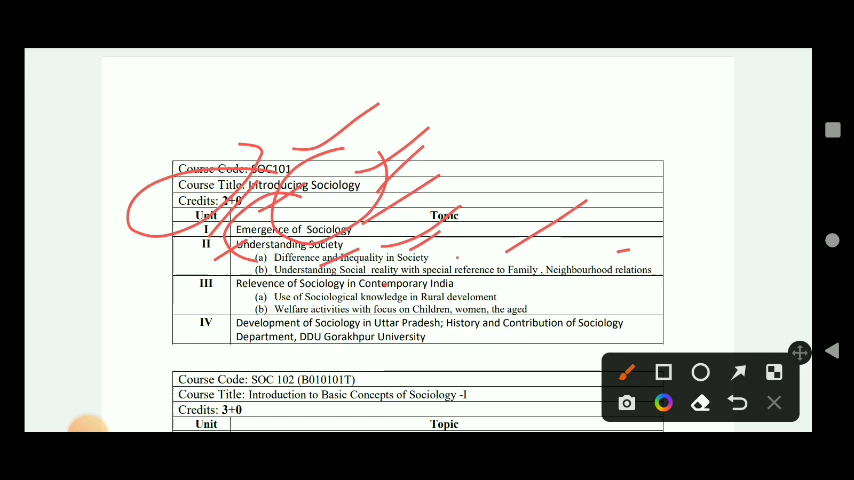 Course Code: SOC101
Course Title: Introducing Sociology
Credits: 2+0
Unit Topic
I Emergence of Sociology
II Understanding Society
(a) Difference and Inequality in Society
(b) Understanding Social reality with special reference to Family , Neighbourhood relations
III Relevence of Sociology in Contemporary India
(a) Use of Sociological knowledge in Rural develoment
(b) Welfare activities with focus on Children, women, the aged
IV Development of Sociology in Uttar Pradesh; History and Contribution of Sociology
Department, DDU Gorakhpur University
Course Code: SOC 102 (B010101T)
Course Title: Introduction to Basic Concepts of Sociology -I
Credits: 3+0
Unit Topic